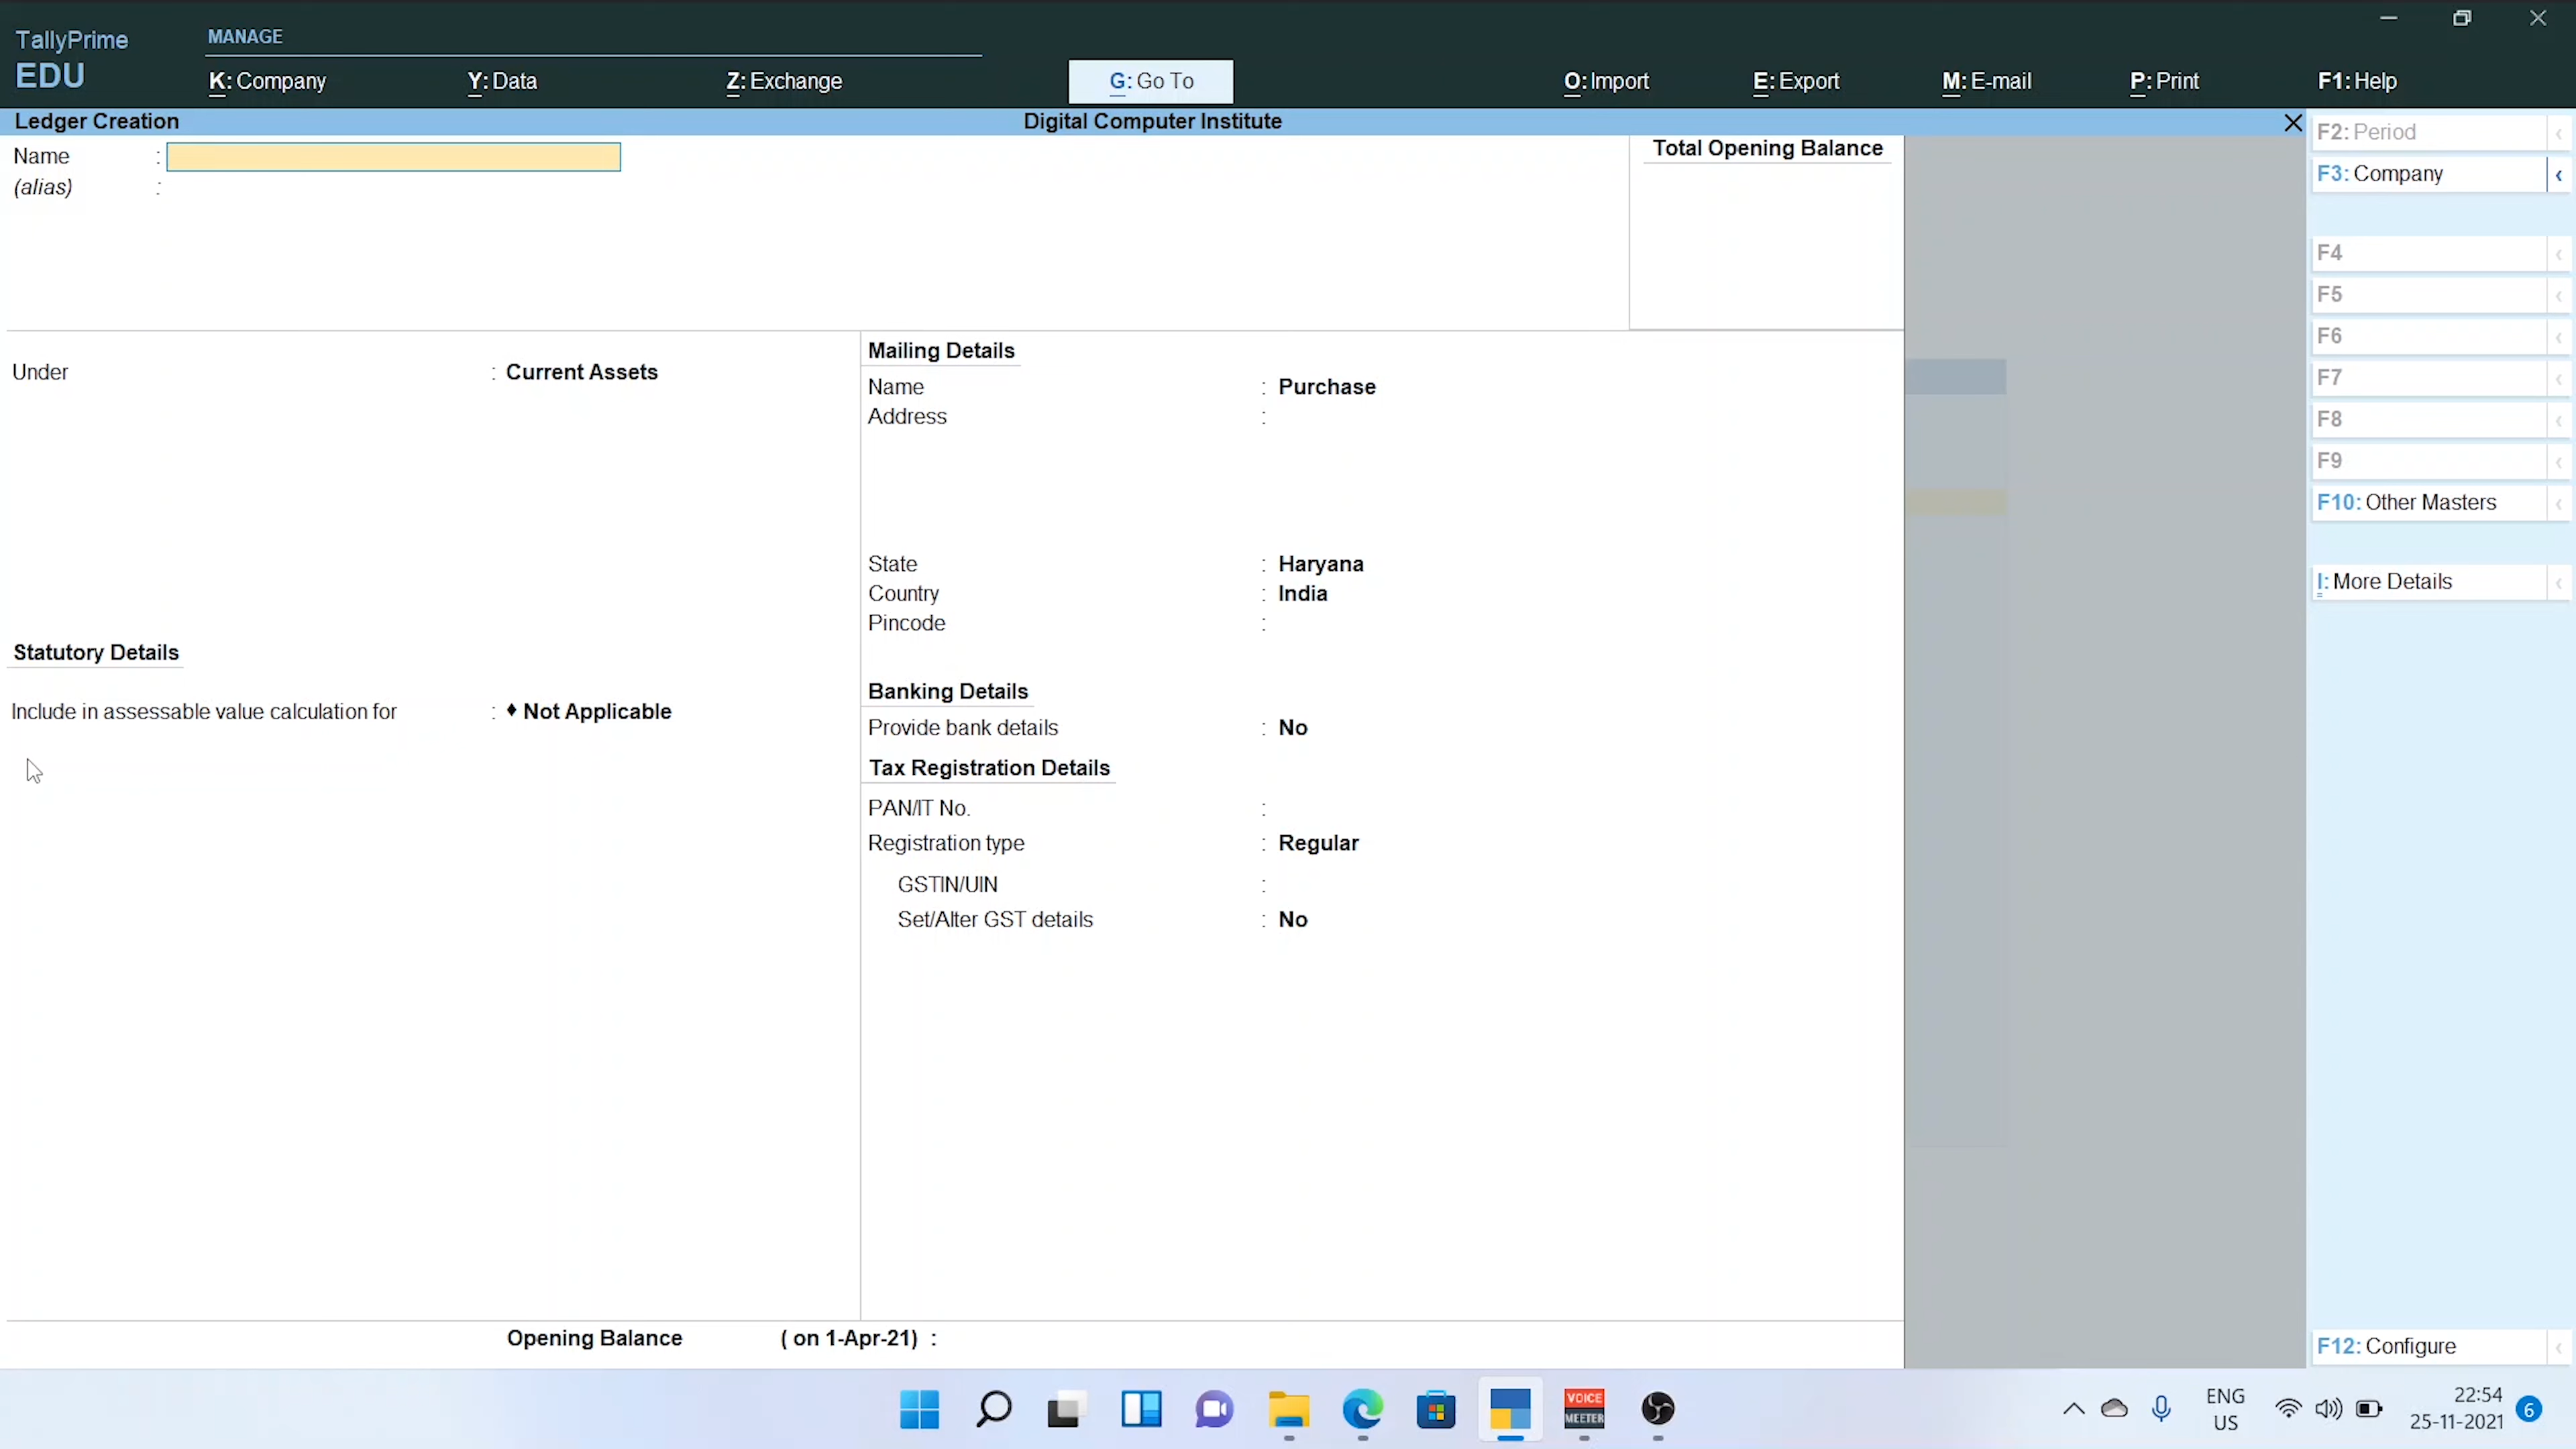 TallyPrime
EDU
MANAGE
K: Company
Y: Data
Z: Exchange
G: Go To
O: Import
E: Export
M: E-mail
P: Print
F1: Help
Ledger Creation
Digital Computer Institute
Name :
(alias) :
Total Opening Balance
Under : Current Assets
Mailing Details
Name : Purchase
Address :
State : Haryana
Country : India
Pincode :
Statutory Details
Include in assessable value calculation for : ♦ Not Applicable
Banking Details
Provide bank details : No
Tax Registration Details
PAN/IT No. :
Registration type : Regular
GSTIN/UIN :
Set/Alter GST details : No
Opening Balance ( on 1-Apr-21) :
F2: Period
F3: Company
F4
F5
F6
F7
F8
F9
F10: Other Masters
I: More Details
F12: Configure
VOICE
MEETER
ENG
US
22:54
25-11-2021
6